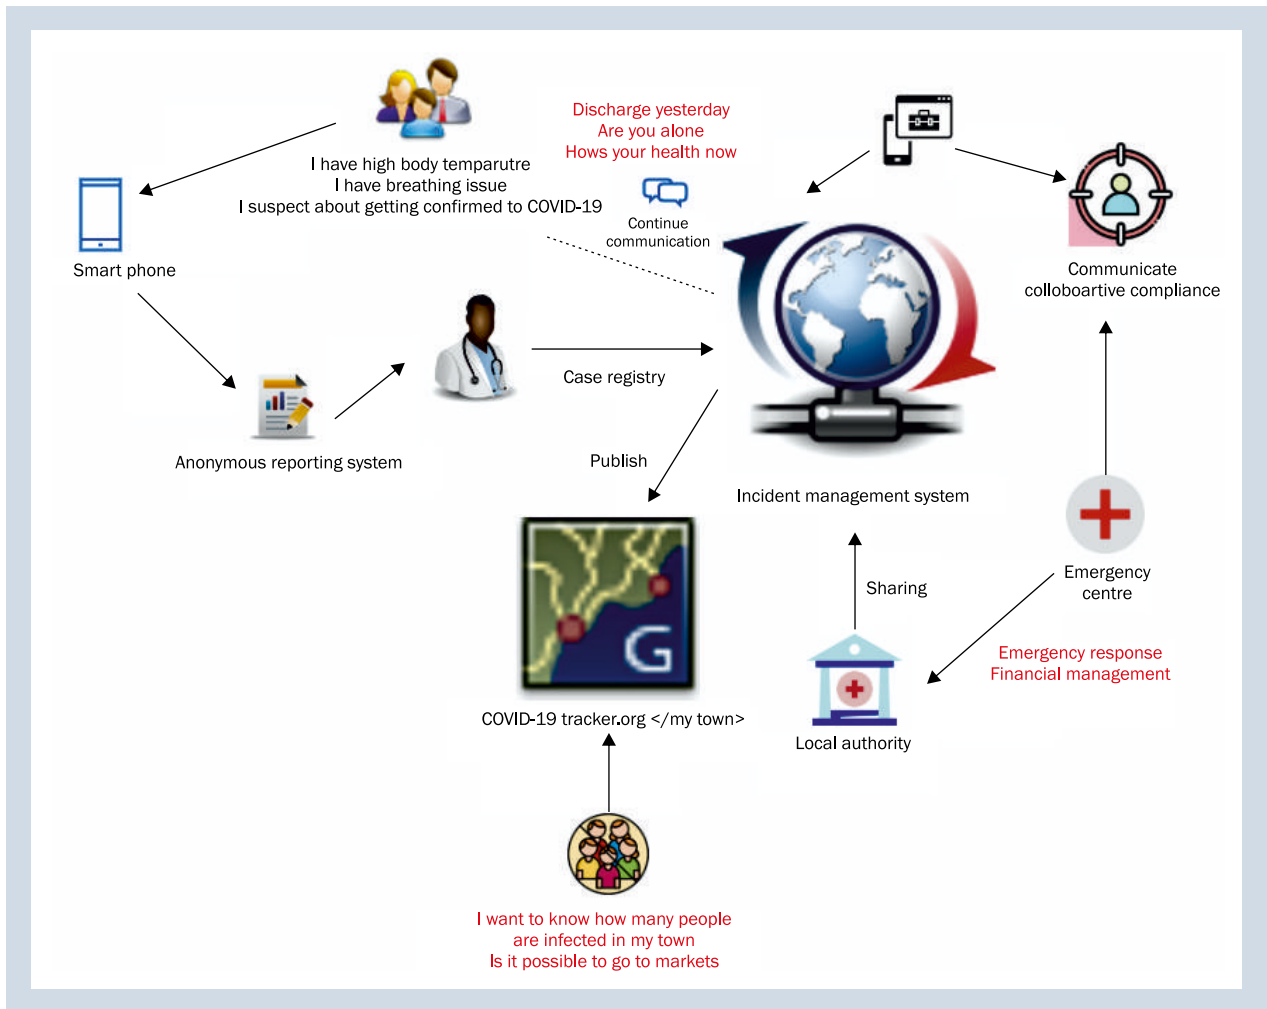 Discharge yesterday
Are you alone
Hows your health now
I have high body temparutre
I have breathing issue
I suspect about getting confirmed to COVID-19
Continue
communication
Smart phone
Communicate
colloboartive compliance
Case registry
Anonymous reporting system
Publish
Incident management system
Emergency
centre
Sharing
Emergency response
Financial management
G
COVID-19 tracker.org </my town>
Local authority
I want to know how many people
are infected in my town
Is it possible to go to markets